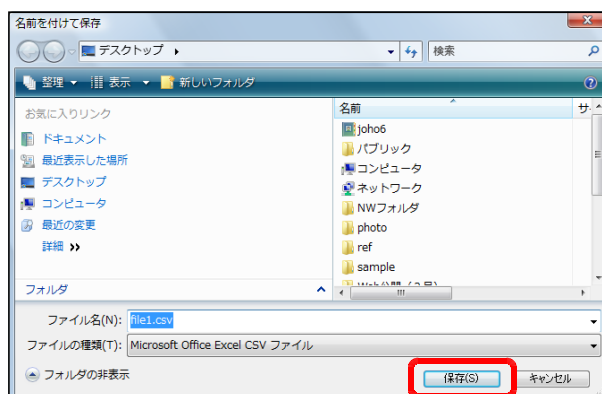 名前を付けて保存
デスクトップ
検索
整理
表示
新しいフォルダ
お気に入りリンク
ドキュメント
最近表示した場所
デスクトップ
コンピュータ
最近の変更
詳細 >>
フォルダ
名前
サ
joho6
パブリック
コンピュータ
ネットワーク
NWフォルダ
photo
ref
sample
ファイル名(N): file1.csv
ファイルの種類(T): Microsoft Office Excel CSV ファイル
フォルダの非表示
保存(S)
キャンセル